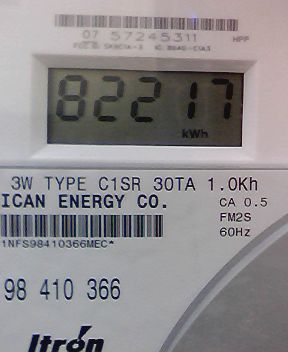 07 57245311 HPP
82217
kWh
3W TYPE C1SR 30TA 1.0Kh
ICAN ENERGY CO. CA 0.5
FM2S
60Hz
1NFS98410366MEC*
98 410 366
Itron